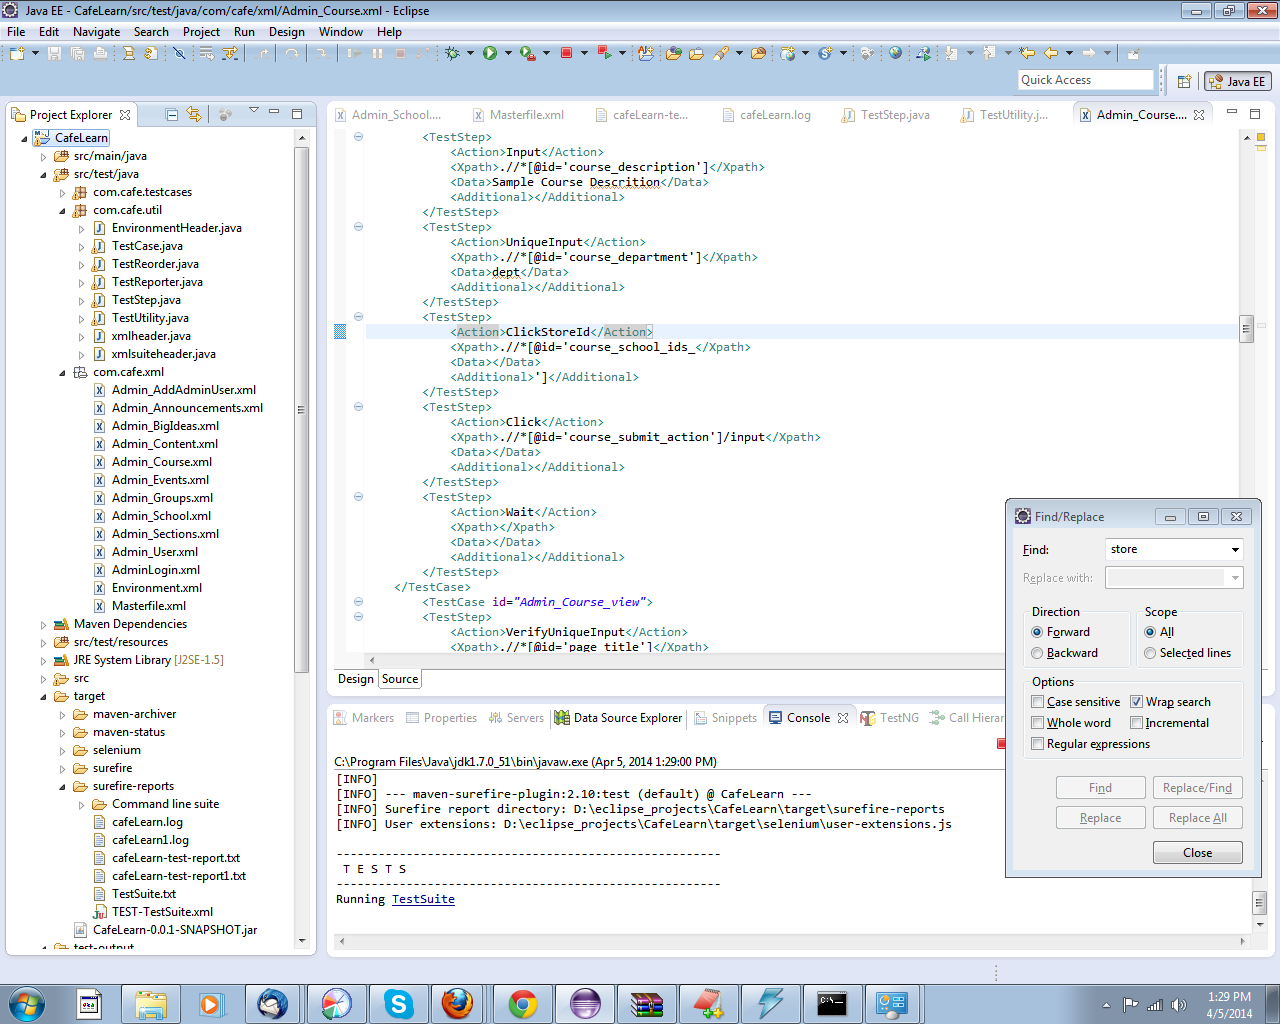 Java EE - CafeLearn/src/test/java/com/cafe/xml/Admin_Course.xml - Eclipse
File Edit Navigate Search Project Run Design Window Help
Quick Access
Java EE
Project Explorer
CafeLearn
src/main/java
src/test/java
com.cafe.testcases
com.cafe.util
EnvironmentHeader.java
TestCase.java
TestReorder.java
TestReporter.java
TestStep.java
TestUtility.java
xmlheader.java
xmlsuiteheader.java
com.cafe.xml
Admin_AddAdminUser.xml
Admin_Announcements.xml
Admin_BigIdeas.xml
Admin_Content.xml
Admin_Course.xml
Admin_Events.xml
Admin_Groups.xml
Admin_School.xml
Admin_Sections.xml
Admin_User.xml
AdminLogin.xml
Environment.xml
Masterfile.xml
Maven Dependencies
src/test/resources
JRE System Library [J2SE-1.5]
src
target
maven-archiver
maven-status
selenium
surefire
surefire-reports
Command line suite
cafeLearn.log
cafeLearn1.log
cafeLearn-test-report.txt
cafeLearn-test-report1.txt
TestSuite.txt
TEST-TestSuite.xml
CafeLearn-0.0.1-SNAPSHOT.jar
test-output
Admin_School.... Masterfile.xml cafeLearn-te... cafeLearn.log TestStep.java TestUtility.j... Admin_Course....
<TestStep>
<Action>Input</Action>
<Xpath>.//*[@id='course_description']</Xpath>
<Data>Sample Course Descrition</Data>
<Additional></Additional>
</TestStep>
<TestStep>
<Action>UniqueInput</Action>
<Xpath>.//*[@id='course_department']</Xpath>
<Data>dept</Data>
<Additional></Additional>
</TestStep>
<TestStep>
<Action>ClickStoreId</Action>
<Xpath>.//*[@id='course_school_ids_</Xpath>
<Data></Data>
<Additional>']</Additional>
</TestStep>
<TestStep>
<Action>Click</Action>
<Xpath>.//*[@id='course_submit_action']/input</Xpath>
<Data></Data>
<Additional></Additional>
</TestStep>
<TestStep>
<Action>Wait</Action>
<Xpath></Xpath>
<Data></Data>
<Additional></Additional>
</TestStep>
</TestCase>
<TestCase id="Admin_Course_view">
<TestStep>
<Action>VerifyUniqueInput</Action>
<Xpath>.//*[@id='page_title']</Xpath>
Design Source
Markers Properties Servers Data Source Explorer Snippets Console TestNG Call Hierar
C:\Program Files\Java\jdk1.7.0_51\bin\javaw.exe (Apr 5, 2014 1:29:00 PM)
[INFO]
[INFO] --- maven-surefire-plugin:2.10:test (default) @ CafeLearn ---
[INFO] Surefire report directory: D:\eclipse_projects\CafeLearn\target\surefire-reports
[INFO] User extensions: D:\eclipse_projects\CafeLearn\target\selenium\user-extensions.js
-------------------------------------------------------
T E S T S
-------------------------------------------------------
Running TestSuite
Find/Replace
Find: store
Replace with:
Direction
Forward
Backward
Scope
All
Selected lines
Options
Case sensitive Wrap search
Whole word Incremental
Regular expressions
Find Replace/Find
Replace Replace All
Close
1:29 PM
4/5/2014